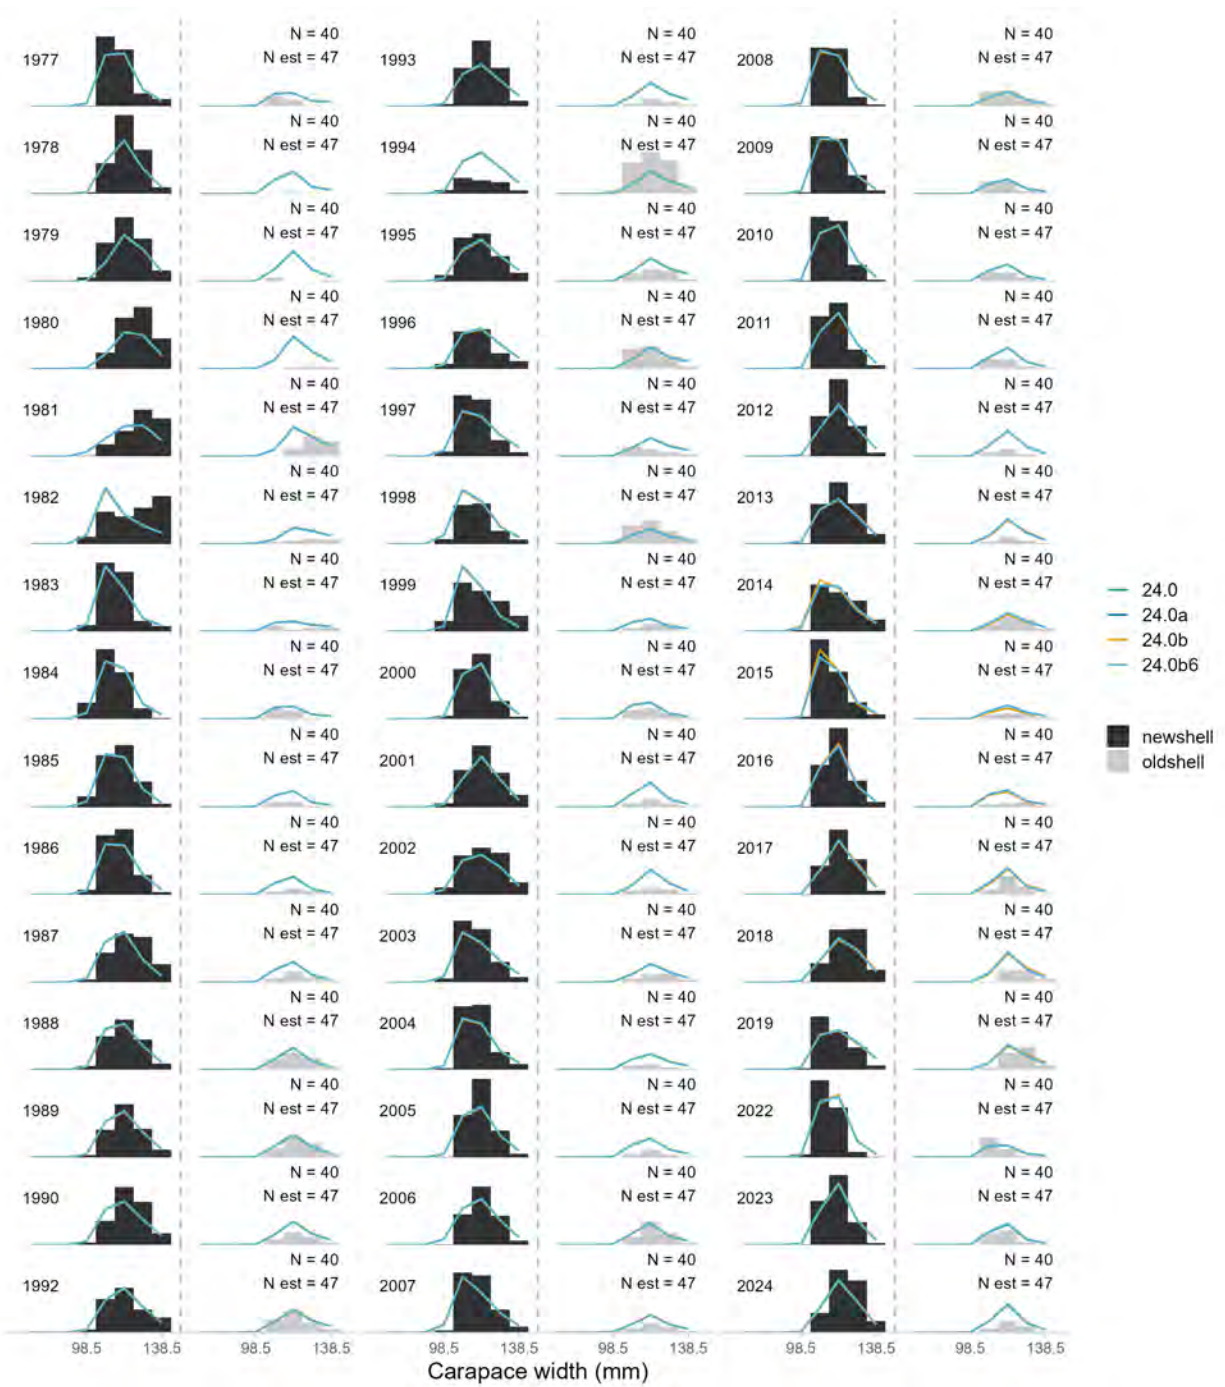 N = 40 N = 40 N = 40
1977 N est = 47 1993 N est = 47 2008 N est = 47
N = 40 N = 40 N = 40
1978 N est = 47 1994 N est = 47 2009 N est = 47
N = 40 N = 40 N = 40
1979 N est = 47 1995 N est = 47 2010 N est = 47
N = 40 N = 40 N = 40
1980 N est = 47 1996 N est = 47 2011 N est = 47
N = 40 N = 40 N = 40
1981 N est = 47 1997 N est = 47 2012 N est = 47
N = 40 N = 40 N = 40
1982 N est = 47 1998 N est = 47 2013 N est = 47
N = 40 N = 40 N = 40
1983 N est = 47 1999 N est = 47 2014 N est = 47
N = 40 N = 40 N = 40
1984 N est = 47 2000 N est = 47 2015 N est = 47
N = 40 N = 40 N = 40
1985 N est = 47 2001 N est = 47 2016 N est = 47
N = 40 N = 40 N = 40
1986 N est = 47 2002 N est = 47 2017 N est = 47
N = 40 N = 40 N = 40
1987 N est = 47 2003 N est = 47 2018 N est = 47
N = 40 N = 40 N = 40
1988 N est = 47 2004 N est = 47 2019 N est = 47
N = 40 N = 40 N = 40
1989 N est = 47 2005 N est = 47 2022 N est = 47
N = 40 N = 40 N = 40
1990 N est = 47 2006 N est = 47 2023 N est = 47
N = 40 N = 40 N = 40
1992 N est = 47 2007 N est = 47 2024 N est = 47
98.5 138.5 98.5 138.5 98.5 138.5 98.5 138.5 98.5 138.5 98.5 138.5
Carapace width (mm)
24.0
24.0a
24.0b
24.0b6
newshell
oldshell